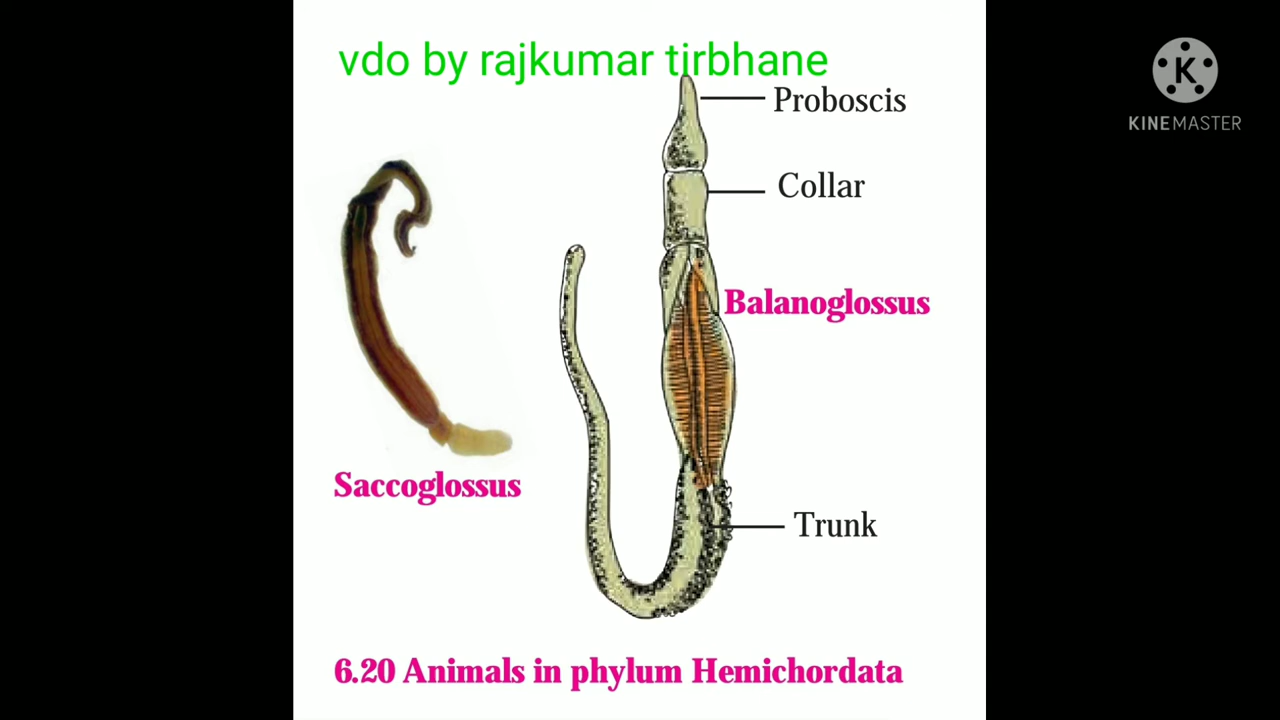 vdo by rajkumar tirbhane
Proboscis
KINEMASTER
Collar
Balanoglossus
Saccoglossus
Trunk
6.20 Animals in phylum Hemichordata